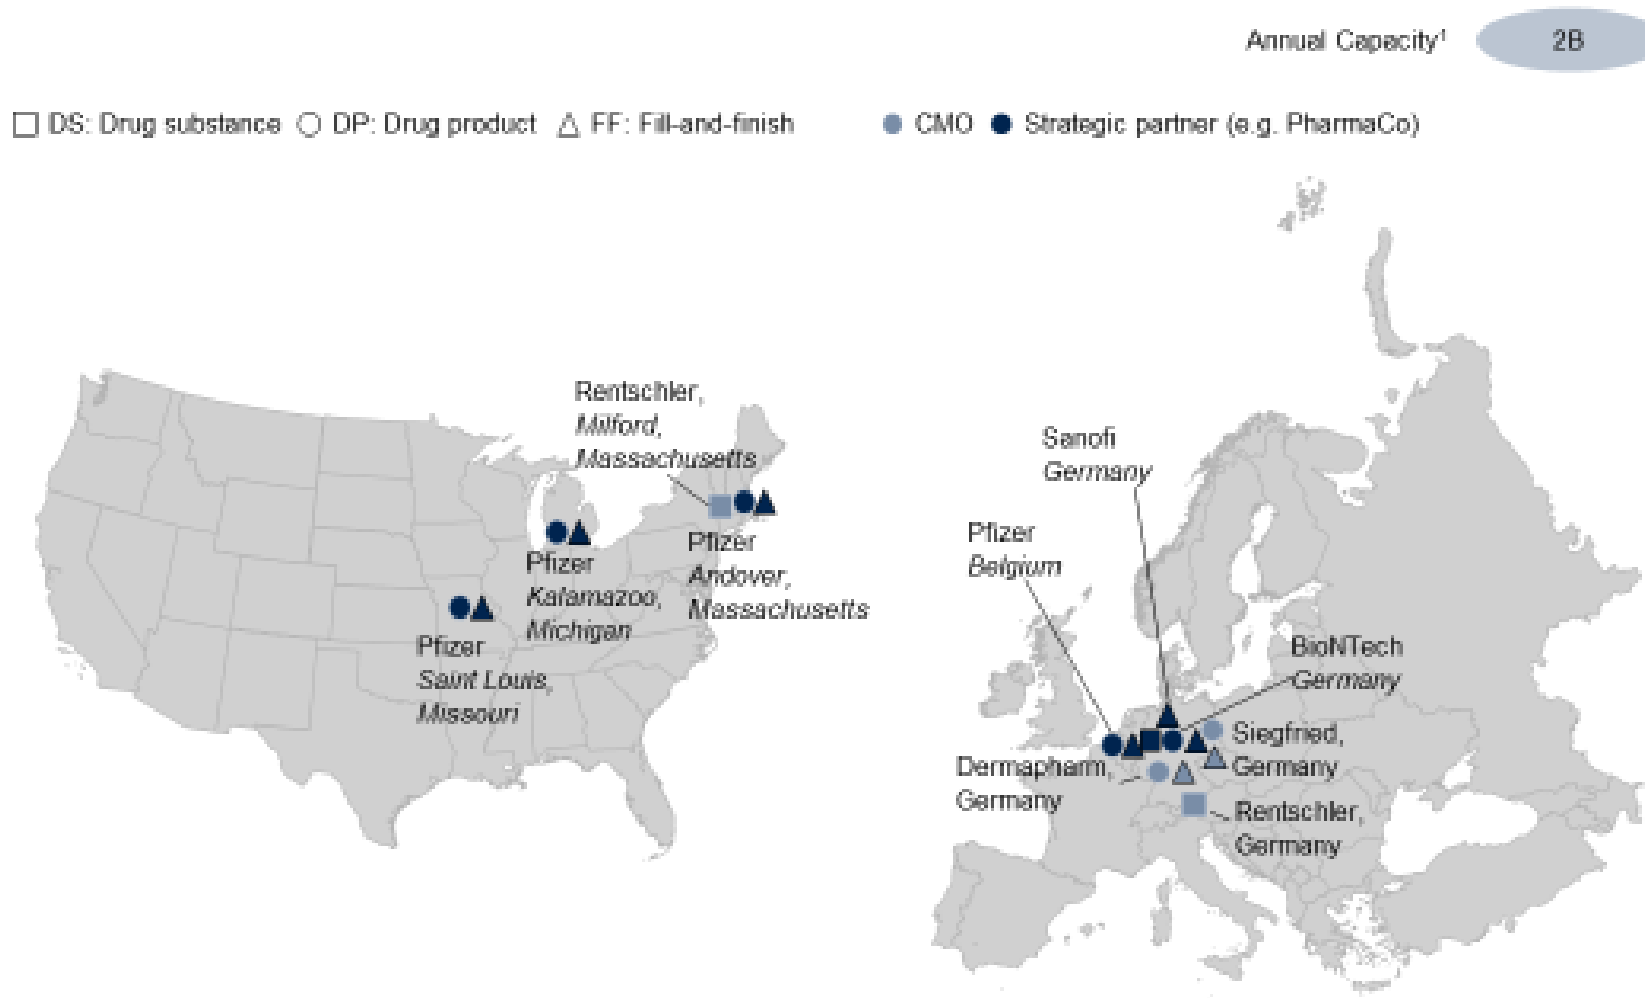 Annual Capacity¹ 2B
DS: Drug substance DP: Drug product FF: Fill-and-finish CMO Strategic partner (e.g. PharmaCo)
Rentschler,
Milford,
Massachusetts
Pfizer
Kalamazoo,
Michigan
Pfizer
Andover,
Massachusetts
Pfizer
Saint Louis,
Missouri
Sanofi
Germany
Pfizer
Belgium
BioNTech
Germany
Siegfried,
Germany
Dermapharm,
Germany
Rentschler,
Germany